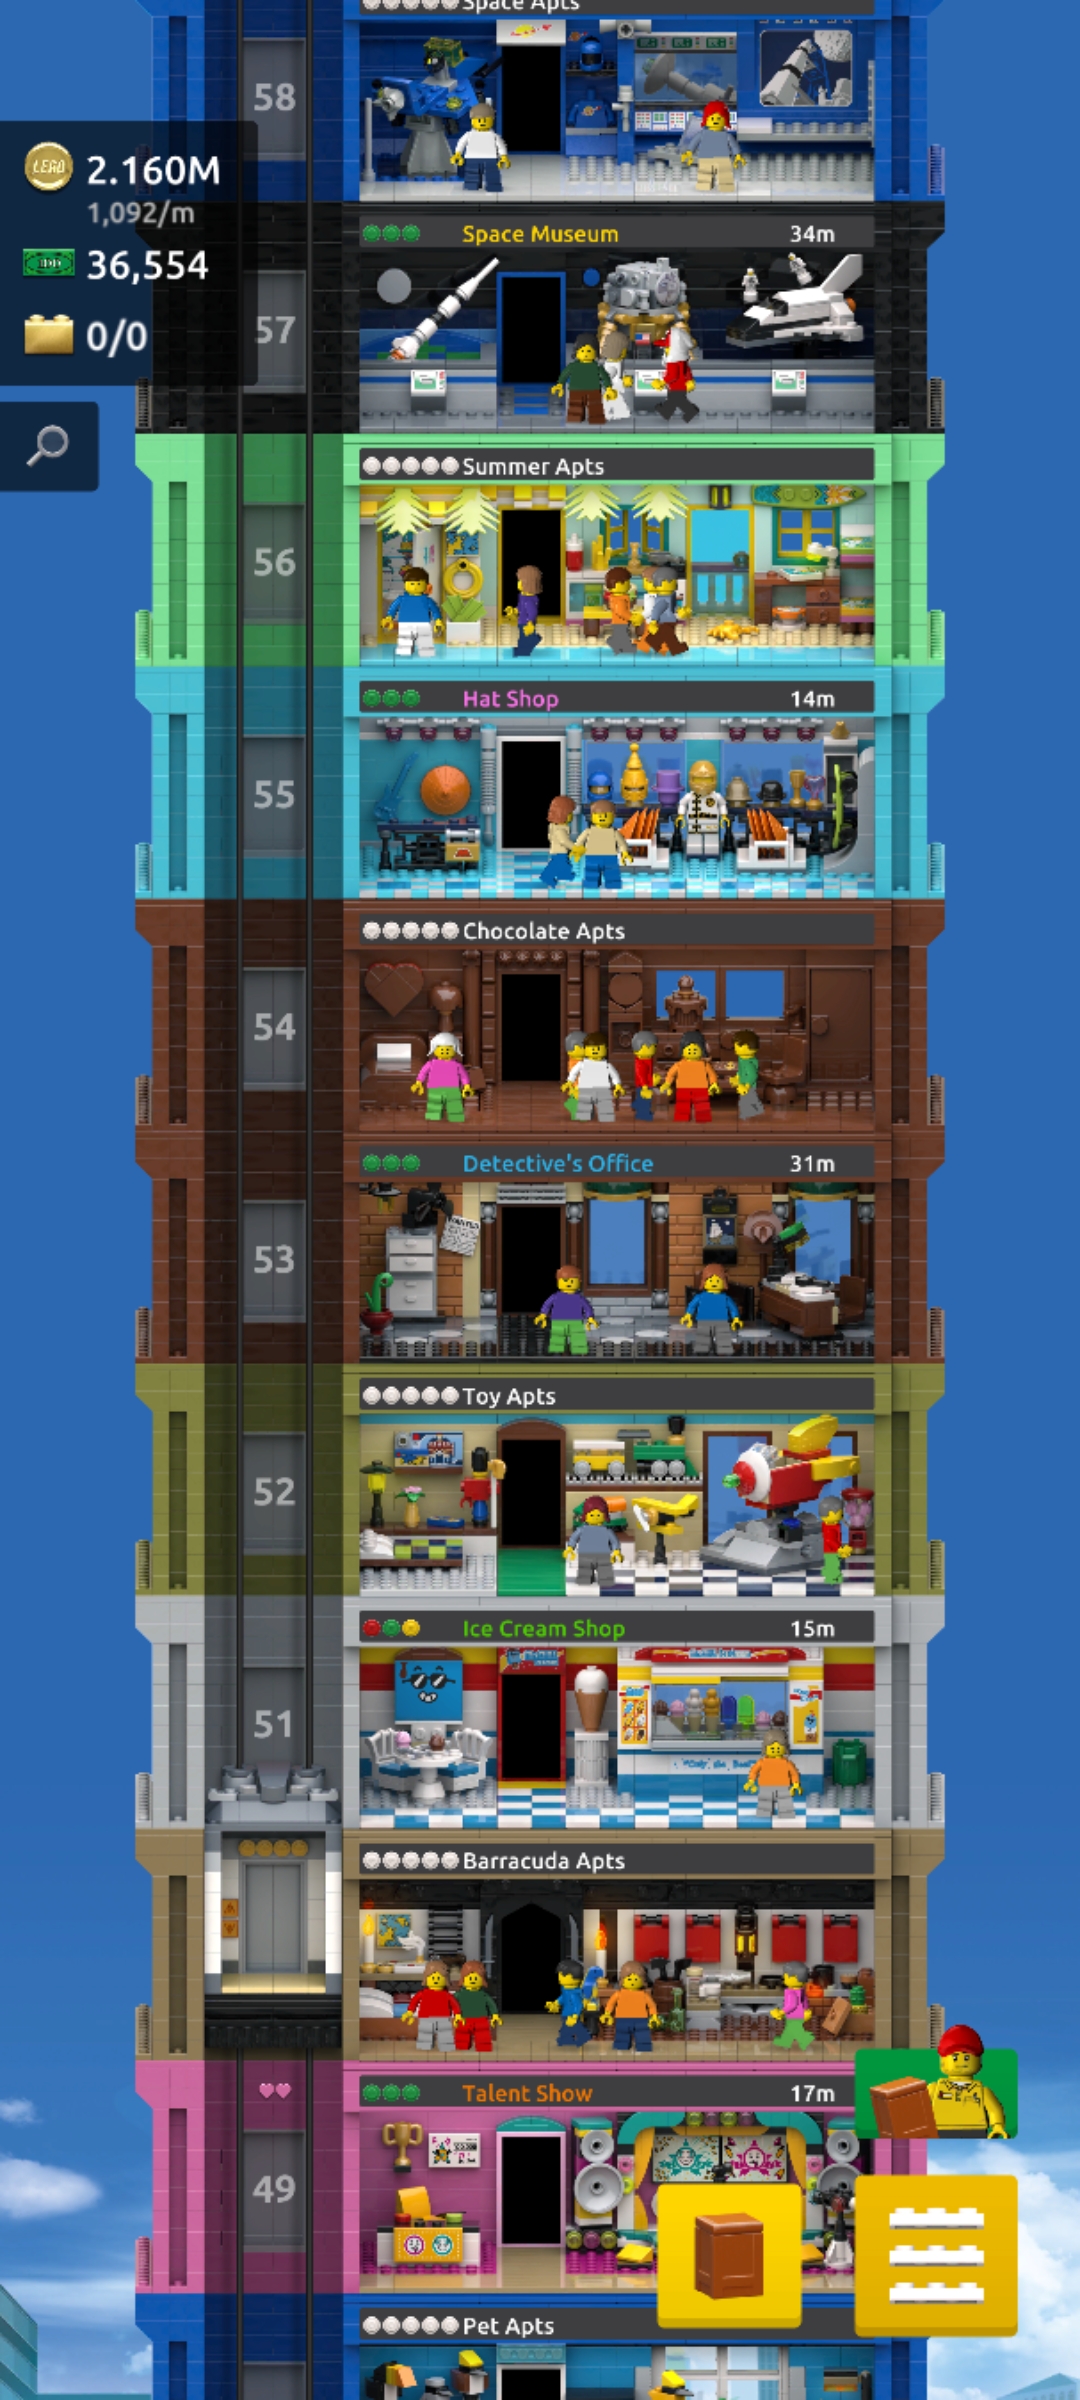 Space Apts
58
LEGO
2.160M
1,092/m
36,554
0/0
Space Museum 34m
57
Summer Apts
56
Hat Shop 14m
55
Chocolate Apts
54
Detective's Office 31m
53
Toy Apts
52
Ice Cream Shop 15m
51
Barracuda Apts
Talent Show 17m
49
Pet Apts